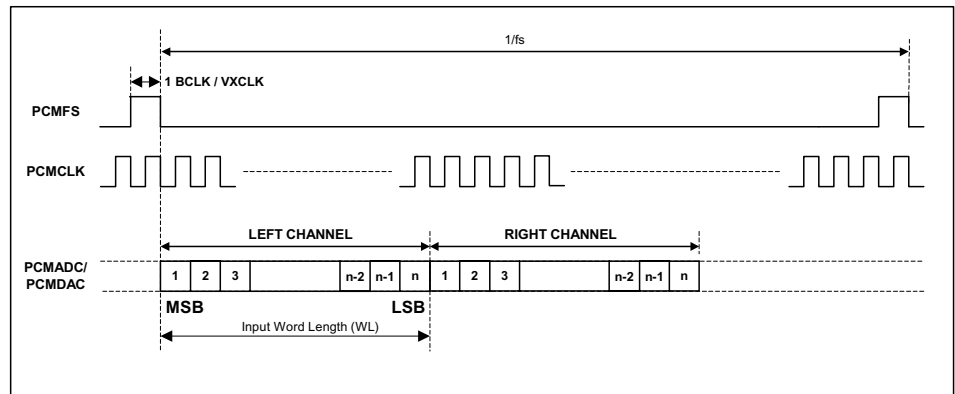 1/fs
1 BCLK / VXCLK
PCMFS
PCMCLK
LEFT CHANNEL RIGHT CHANNEL
PCMADC/
PCMDAC
1 2 3 n-2 n-1 n 1 2 3 n-2 n-1 n
MSB LSB
Input Word Length (WL)